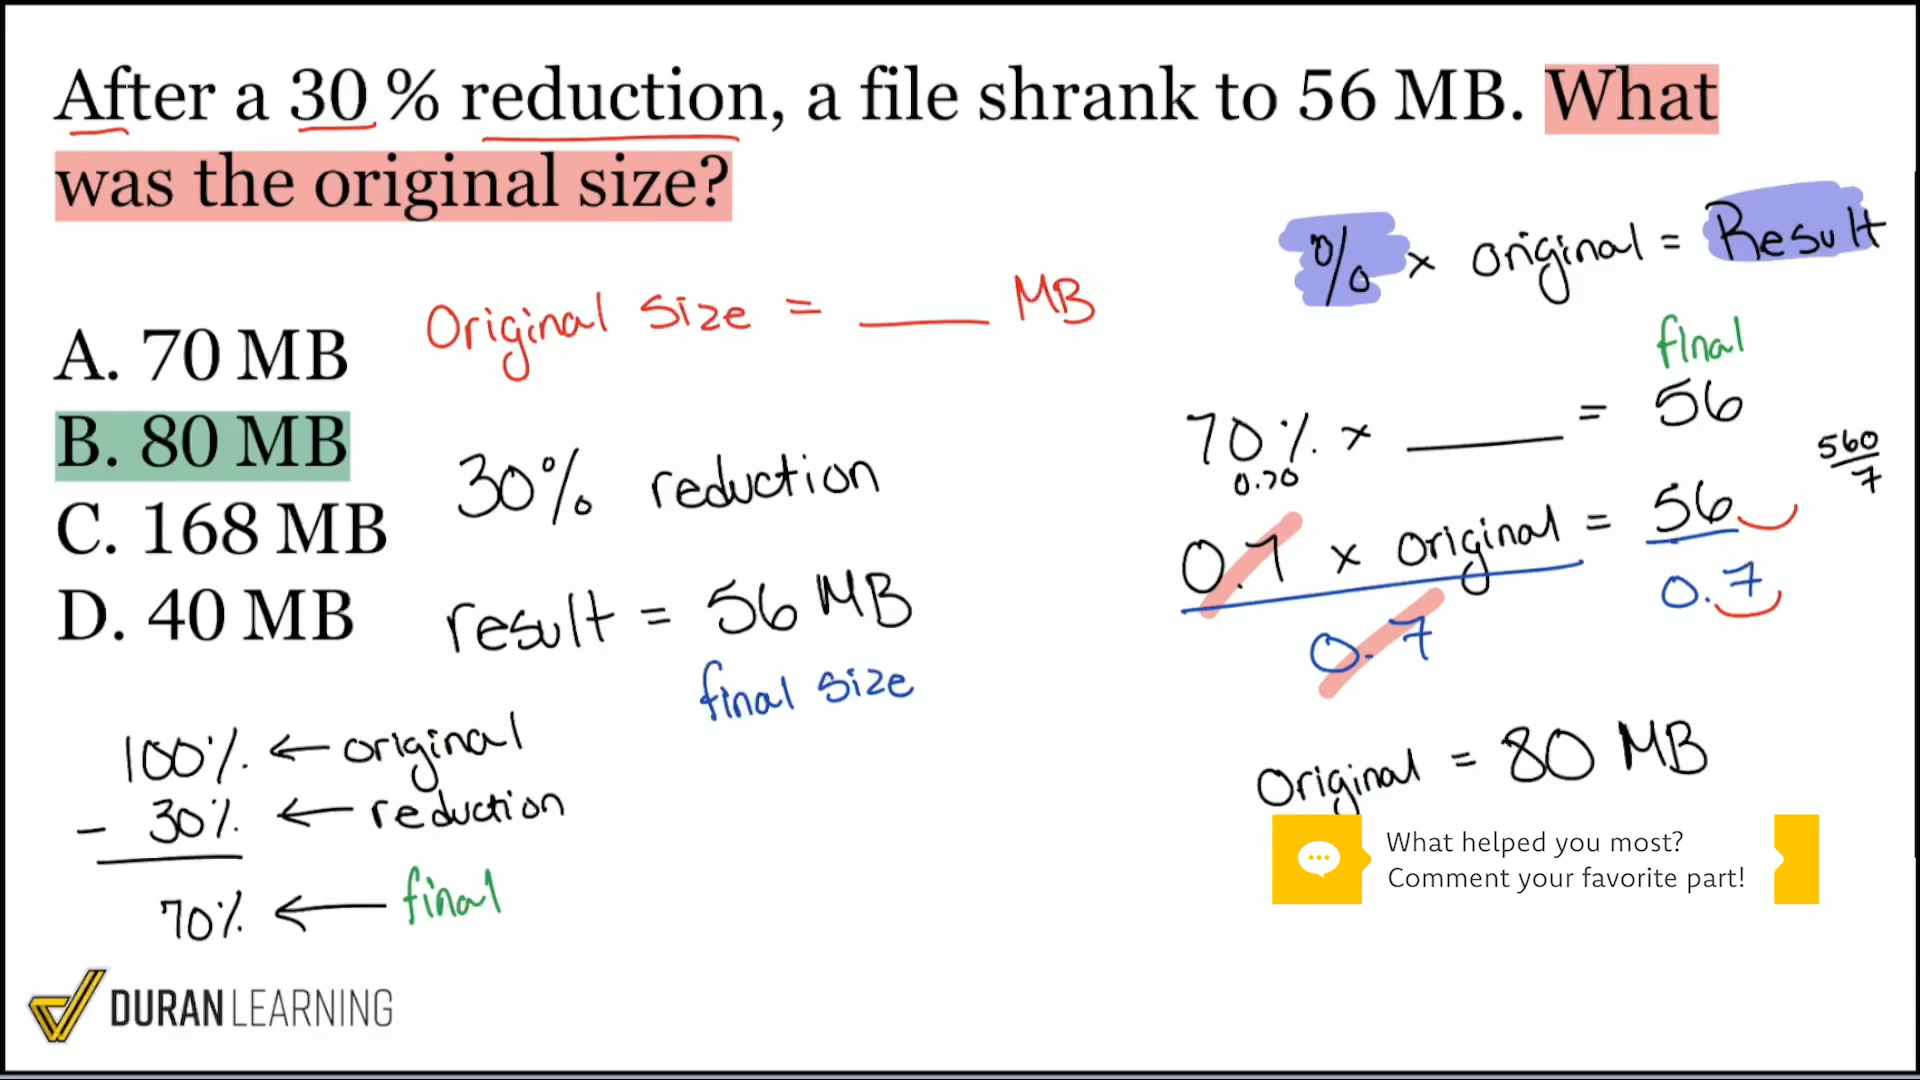 After a 30 % reduction, a file shrank to 56 MB. What
was the original size?
A. 70 MB
B. 80 MB
C. 168 MB
D. 40 MB
Original size = ____ MB
30% reduction
result = 56 MB
final size
100% ← original
- 30% ← reduction
70% ← final
% × original = Result
final
70% × ____ = 56
0.70
560
7
0.7 × original = 56
0.7 0.7
Original = 80 MB
What helped you most?
Comment your favorite part!
DURAN LEARNING